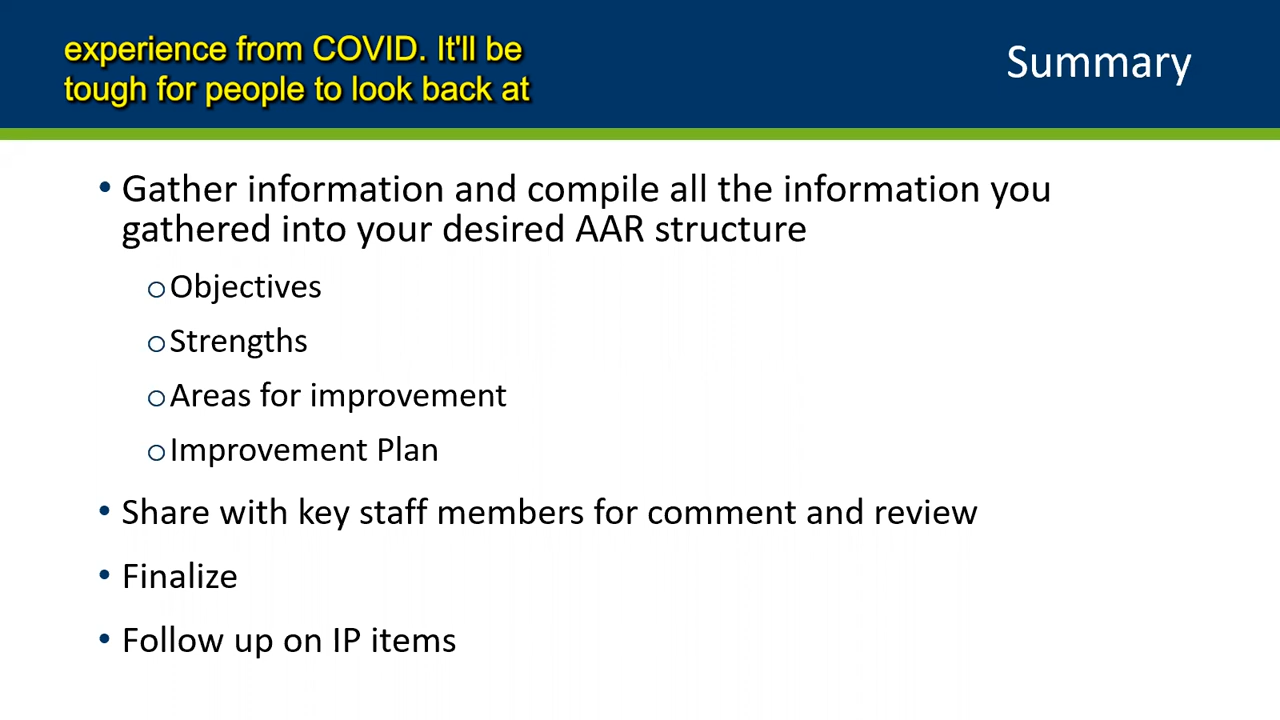 experience from COVID. It'll be
tough for people to look back at
Summary
• Gather information and compile all the information you
gathered into your desired AAR structure
o Objectives
o Strengths
o Areas for improvement
o Improvement Plan
• Share with key staff members for comment and review
• Finalize
• Follow up on IP items